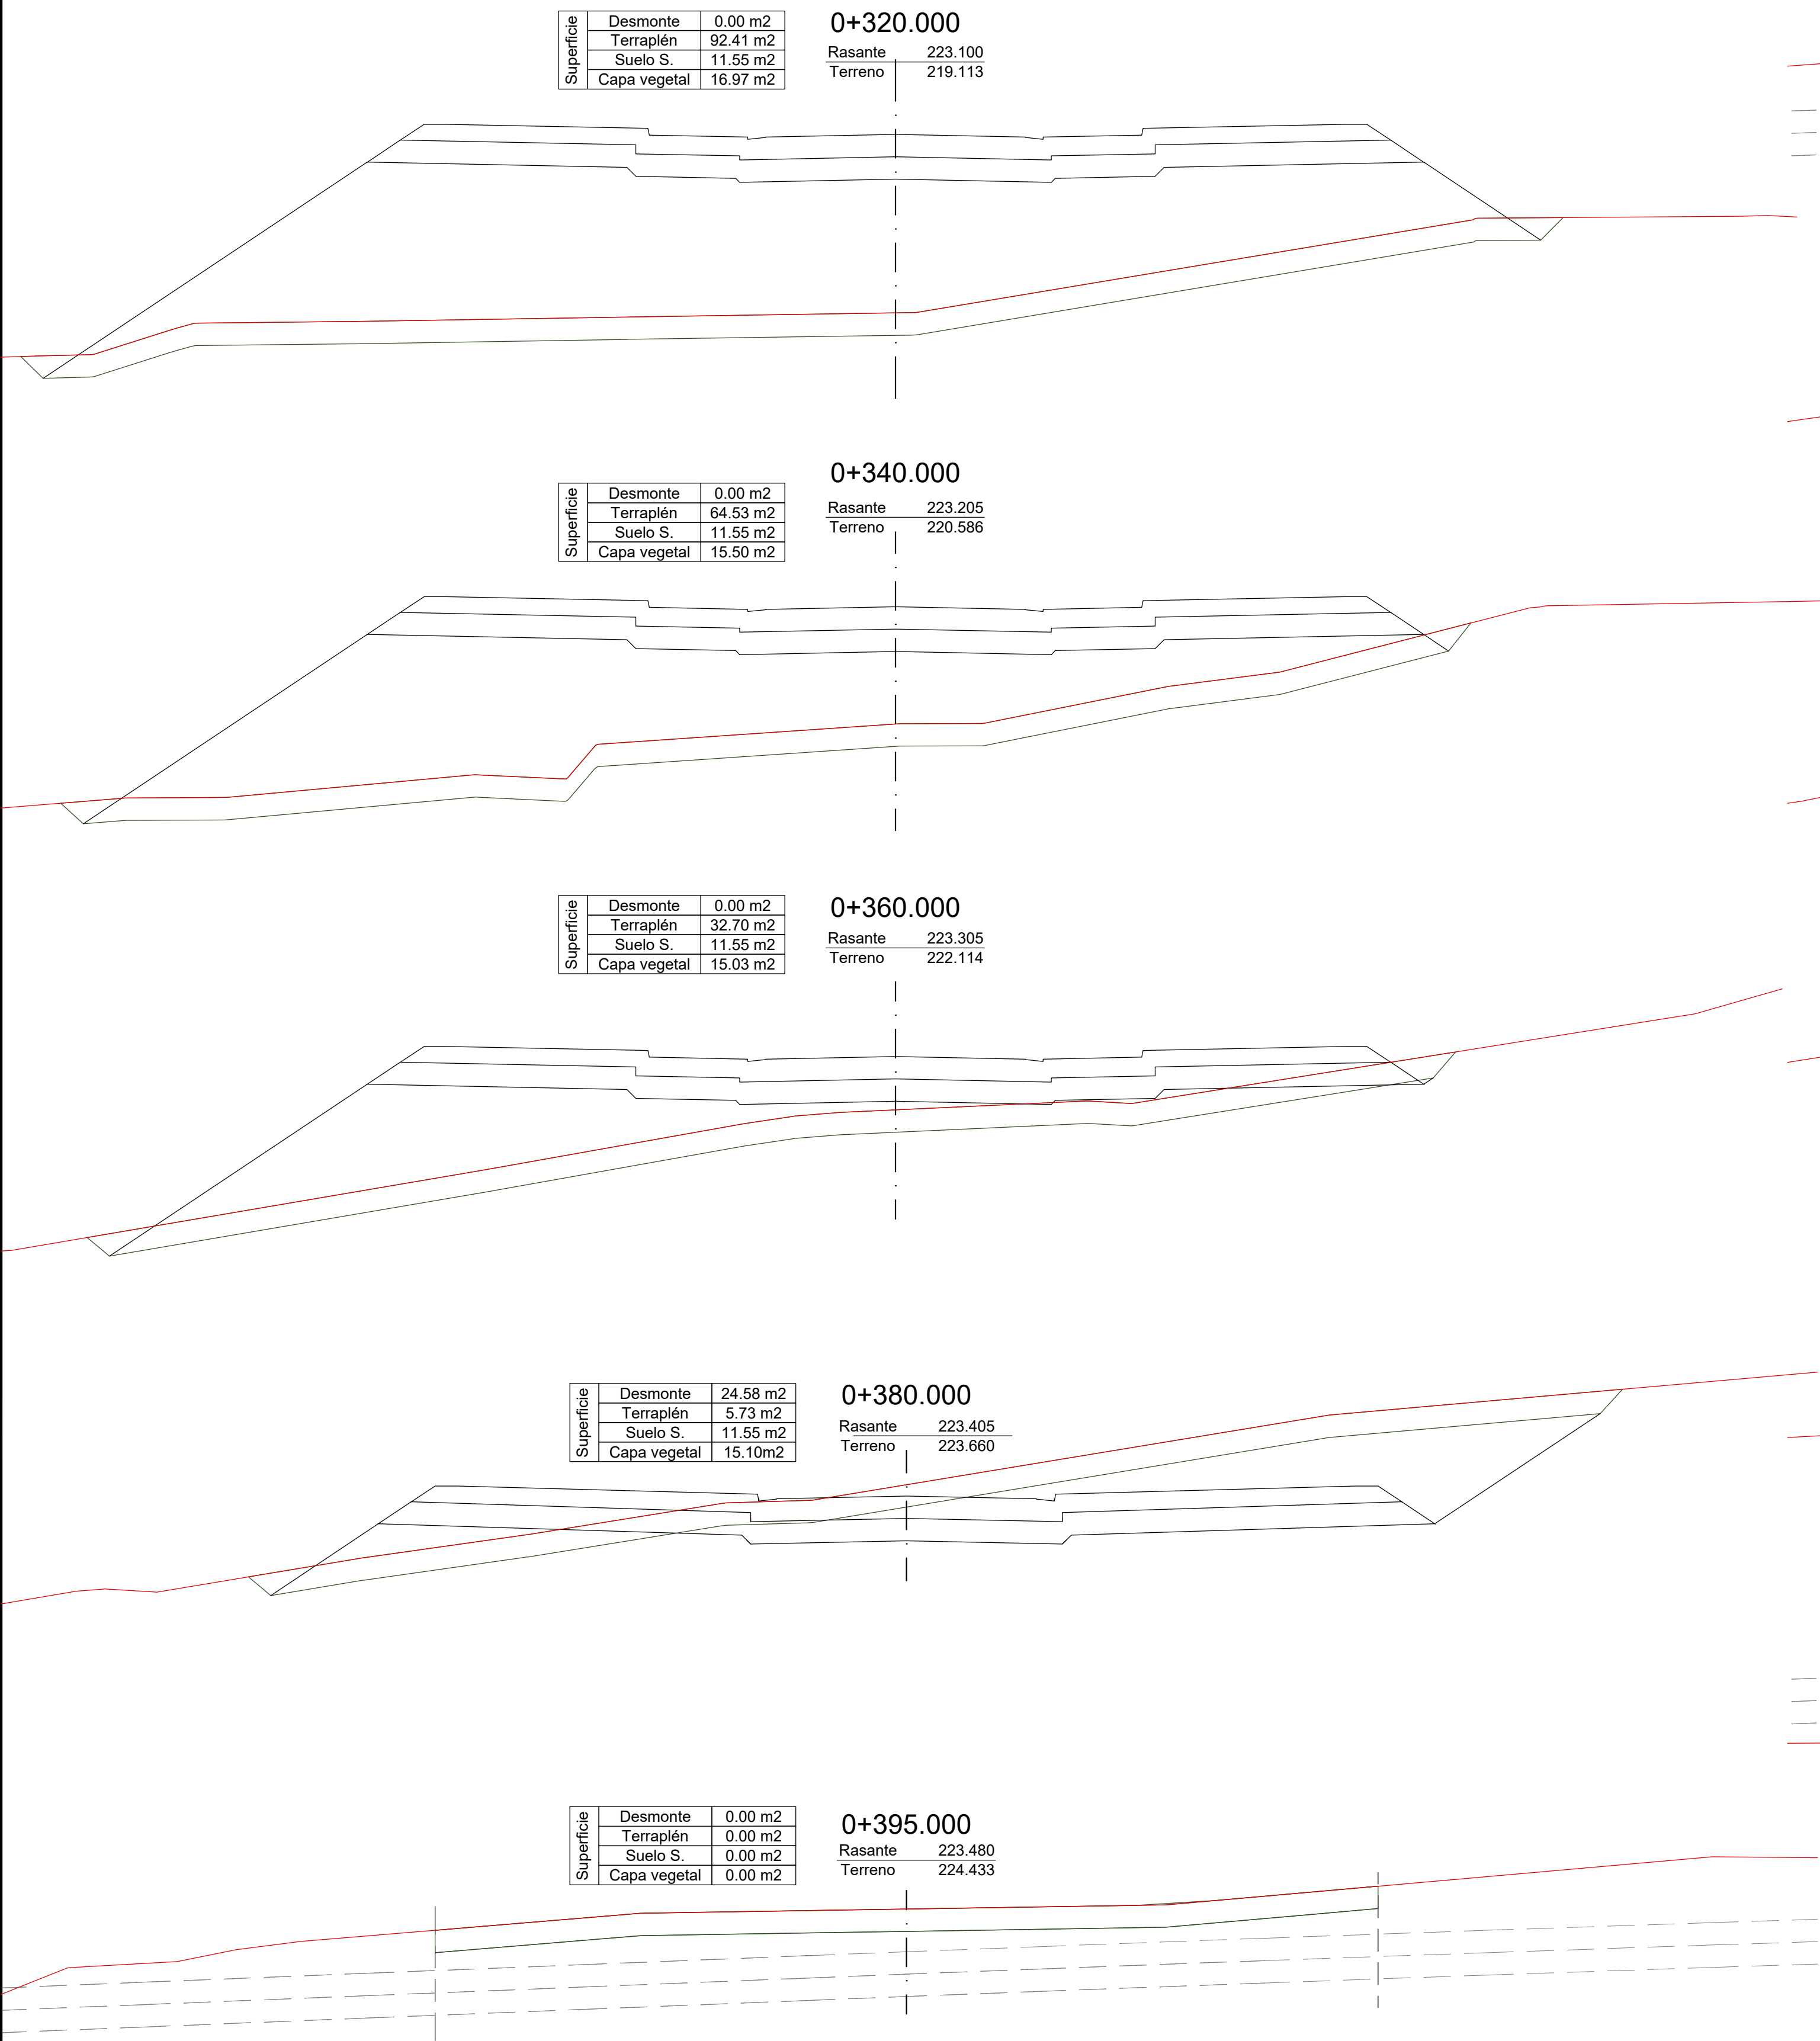 Superficie
Desmonte 0.00 m2
Terraplén 92.41 m2
Suelo S. 11.55 m2
Capa vegetal 16.97 m2
0+320.000
Rasante 223.100
Terreno 219.113
Superficie
Desmonte 0.00 m2
Terraplén 64.53 m2
Suelo S. 11.55 m2
Capa vegetal 15.50 m2
0+340.000
Rasante 223.205
Terreno 220.586
Superficie
Desmonte 0.00 m2
Terraplén 32.70 m2
Suelo S. 11.55 m2
Capa vegetal 15.03 m2
0+360.000
Rasante 223.305
Terreno 222.114
Superficie
Desmonte 24.58 m2
Terraplén 5.73 m2
Suelo S. 11.55 m2
Capa vegetal 15.10m2
0+380.000
Rasante 223.405
Terreno 223.660
Superficie
Desmonte 0.00 m2
Terraplén 0.00 m2
Suelo S. 0.00 m2
Capa vegetal 0.00 m2
0+395.000
Rasante 223.480
Terreno 224.433